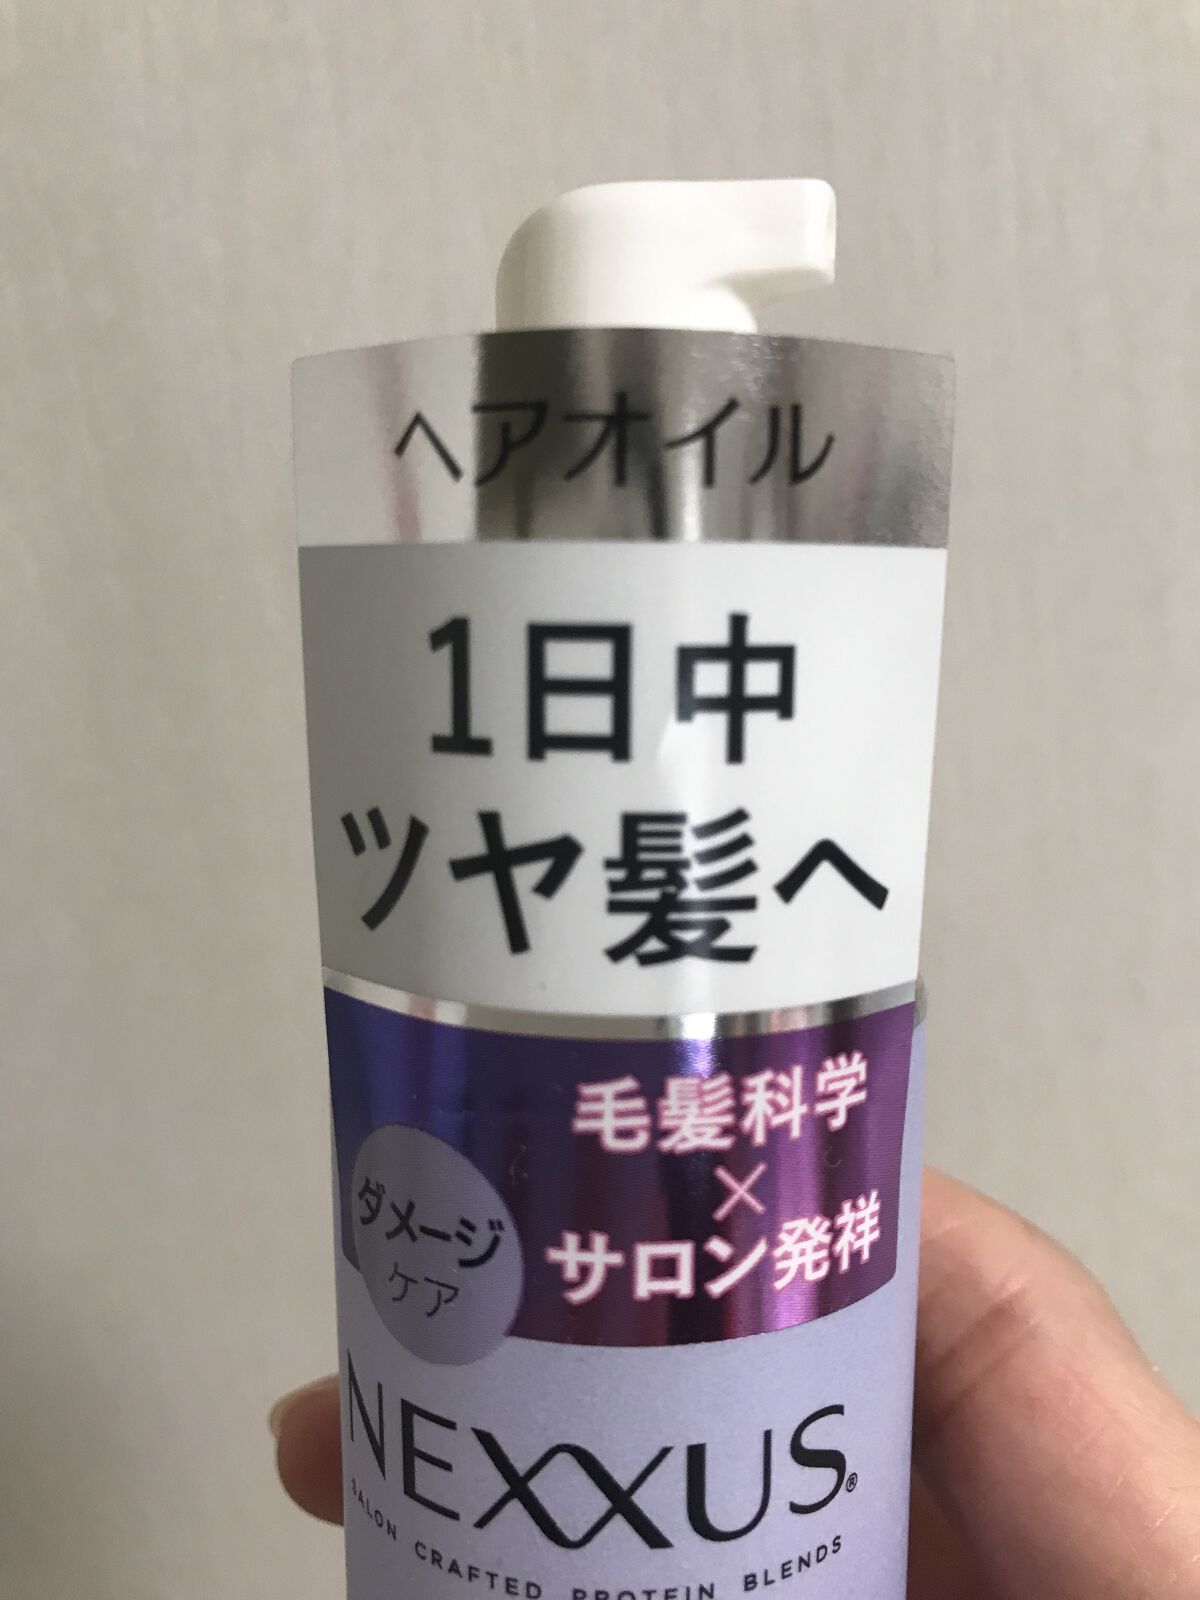 ヘアオイル
1日中
ツヤ髪へ
毛髪科学
×
サロン発祥
ダメージ
ケア
NEXXUS®
SALON CRAFTED PROTEIN BLENDS